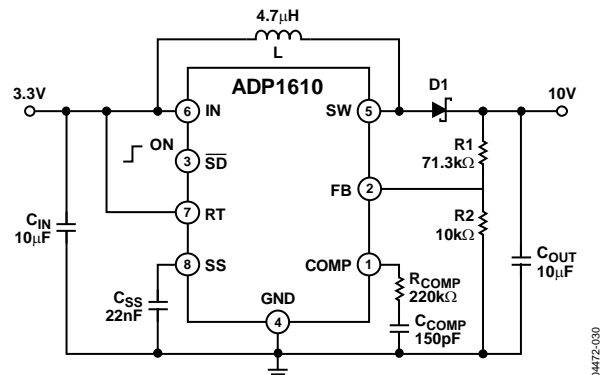 4.7μH
L
ADP1610
3.3V
10V
D1
6 IN
SW 5
ON
3 SD
R1
71.3kΩ
FB 2
CIN
10μF
7 RT
R2
10kΩ
8 SS
COMP 1
COUT
10μF
CSS
22nF
GND
4
RCOMP
220kΩ
CCOMP
150pF
04472-030